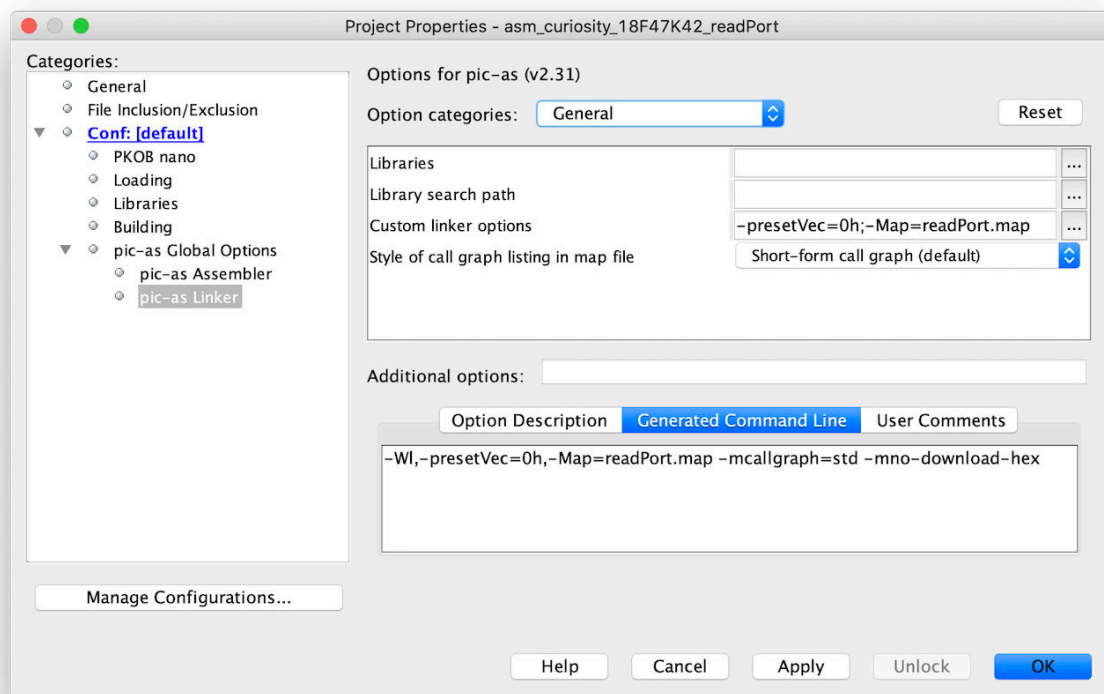 Project Properties - asm_curiosity_18F47K42_readPort
Categories:
General
File Inclusion/Exclusion
Conf: [default]
PKOB nano
Loading
Libraries
Building
pic-as Global Options
pic-as Assembler
pic-as Linker
Manage Configurations...
Options for pic-as (v2.31)
Option categories: General Reset
Libraries ...
Library search path ...
Custom linker options -presetVec=0h;-Map=readPort.map ...
Style of call graph listing in map file Short-form call graph (default)
Additional options:
Option Description Generated Command Line User Comments
-Wl,-presetVec=0h,-Map=readPort.map -mcallgraph=std -mno-download-hex
Help Cancel Apply Unlock OK